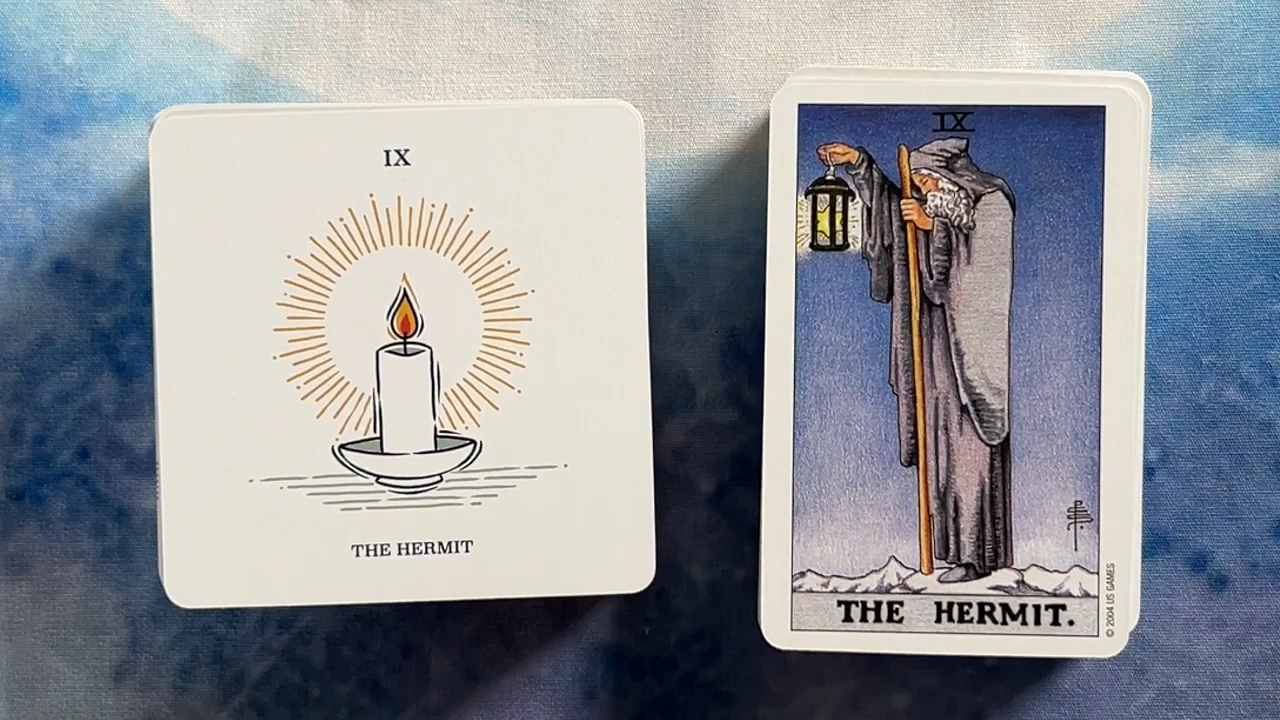 IX
THE HERMIT
IX
THE HERMIT.
© 2004 US GAMES